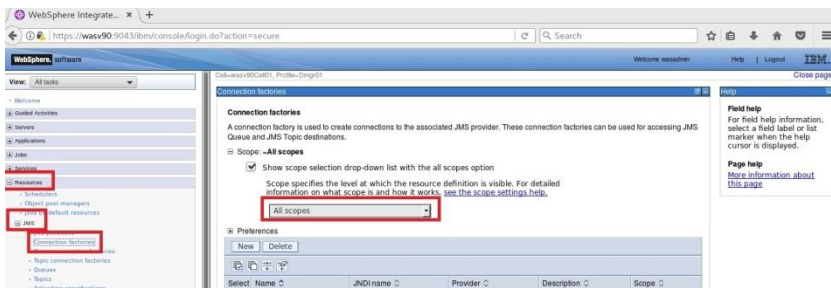 WebSphere Integrate... ×
https://wasv90:9043/ibm/console/login.do?action=secure
Search
WebSphere. software
Welcome wasadmin
Help | Logout
IBM.
View: All tasks
Cell=wasv90Cell01, Profile=Dmgr01
Close page
Welcome
Guided Activities
Servers
Applications
Jobs
Services
Resources
Schedulers
Object pool managers
JMS
Connection factories
Topic connection factories
Queues
Topics
Connection factories
Connection factories
A connection factory is used to create connections to the associated JMS provider. These connection factories can be used for accessing JMS
Queue and JMS Topic destinations.
Scope: =All scopes
Show scope selection drop-down list with the all scopes option
Scope specifies the level at which the resource definition is visible. For detailed
information on what scope is and how it works, see the scope settings help.
All scopes
Preferences
New Delete
Select Name JNDI name Provider Description Scope
Help
Field help
For field help information,
select a field label or list
marker when the help
cursor is displayed.
Page help
More information about
this page